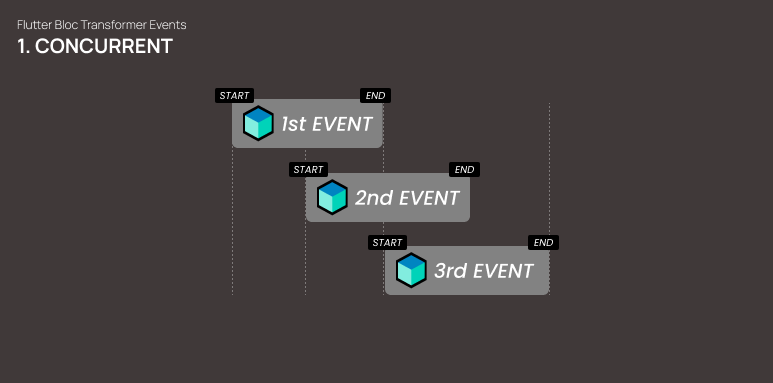 Flutter Bloc Transformer Events
1. CONCURRENT
START
END
1st EVENT
START
END
2nd EVENT
START
END
3rd EVENT